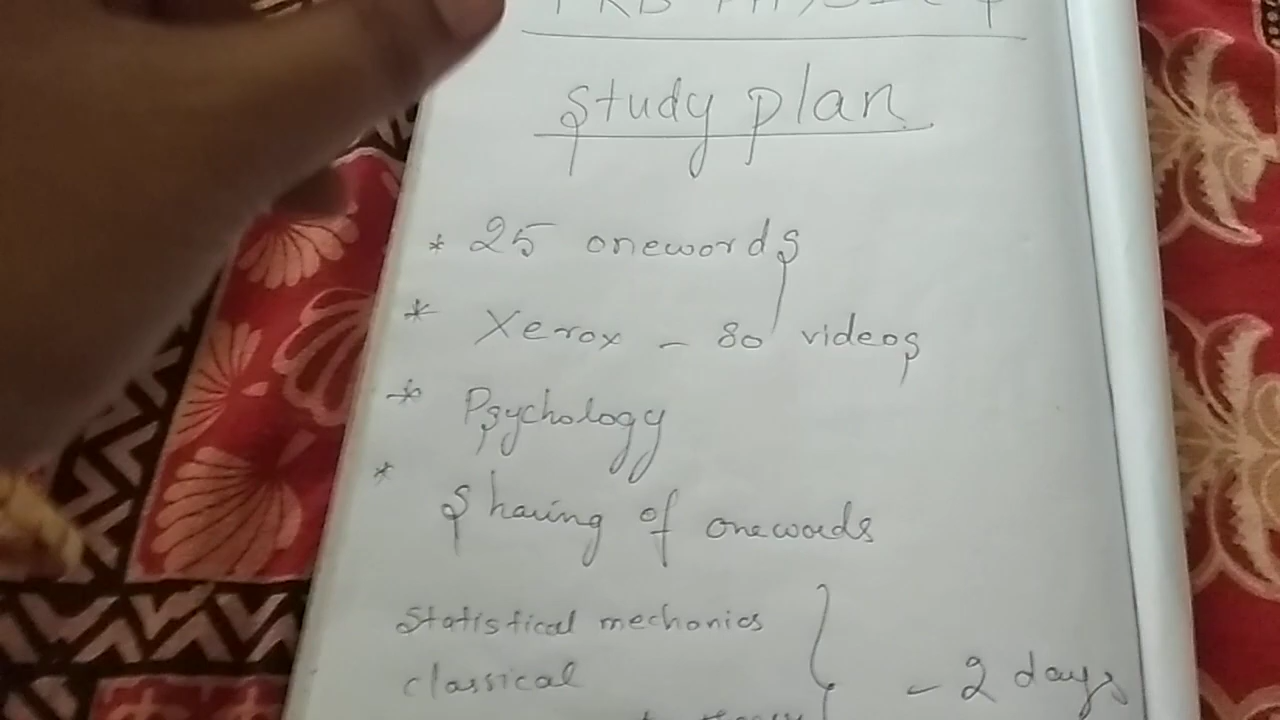 study plan
* 25 onewords
* Xerox - 80 videos
* Psychology
* Sharing of onewords
Statistical mechanics
classical
- 2 days